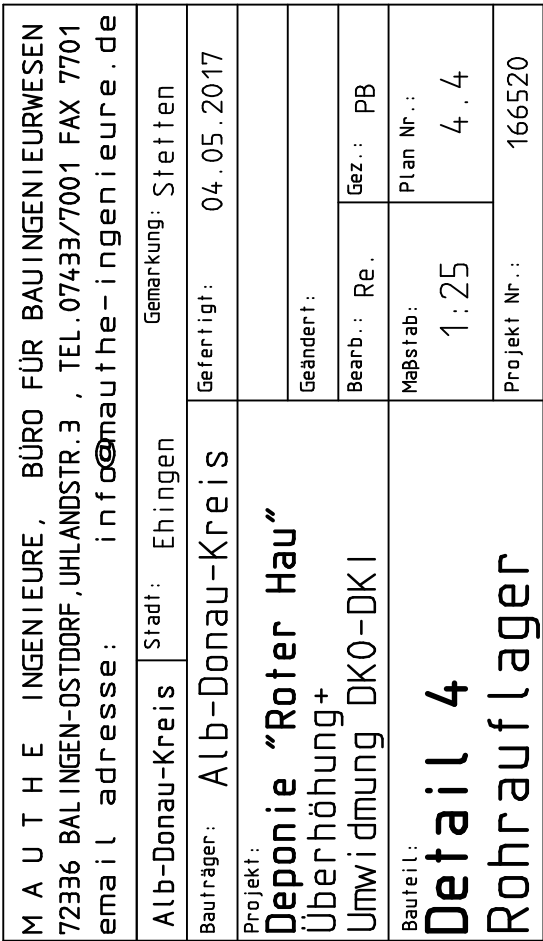 MAUTHE INGENIEURE, BÜRO FÜR BAUINGENIEURWESEN
72336 BALINGEN-OSTDORF,UHLANDSTR.3 , TEL.07433/7001 FAX 7701
email adresse: info@mauthe-ingenieure.de
Alb-Donau-Kreis Stadt: Ehingen Gemarkung: Stetten
Bauträger: Alb-Donau-Kreis Gefertigt: 04.05.2017
Projekt:
Deponie "Roter Hau"
Überhöhung+
Umwidmung DK0-DKI
Geändert:
Bearb.: Re. Gez.: PB
Bauteil:
Detail 4
Rohrauflager
Maßstab: Plan Nr.:
1:25 4.4
Projekt Nr.: 166520